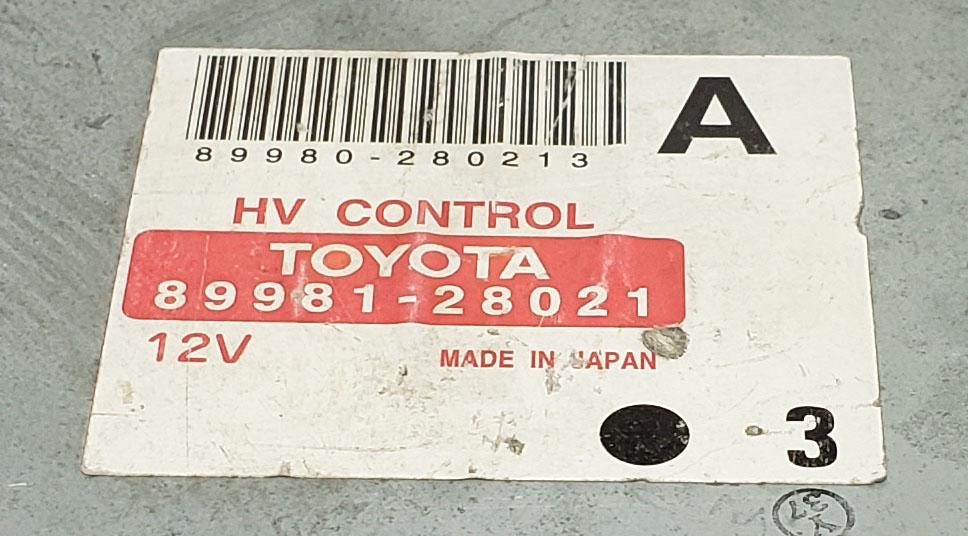 A
89980-280213
HV CONTROL
TOYOTA
89981-28021
12V
MADE IN JAPAN
3